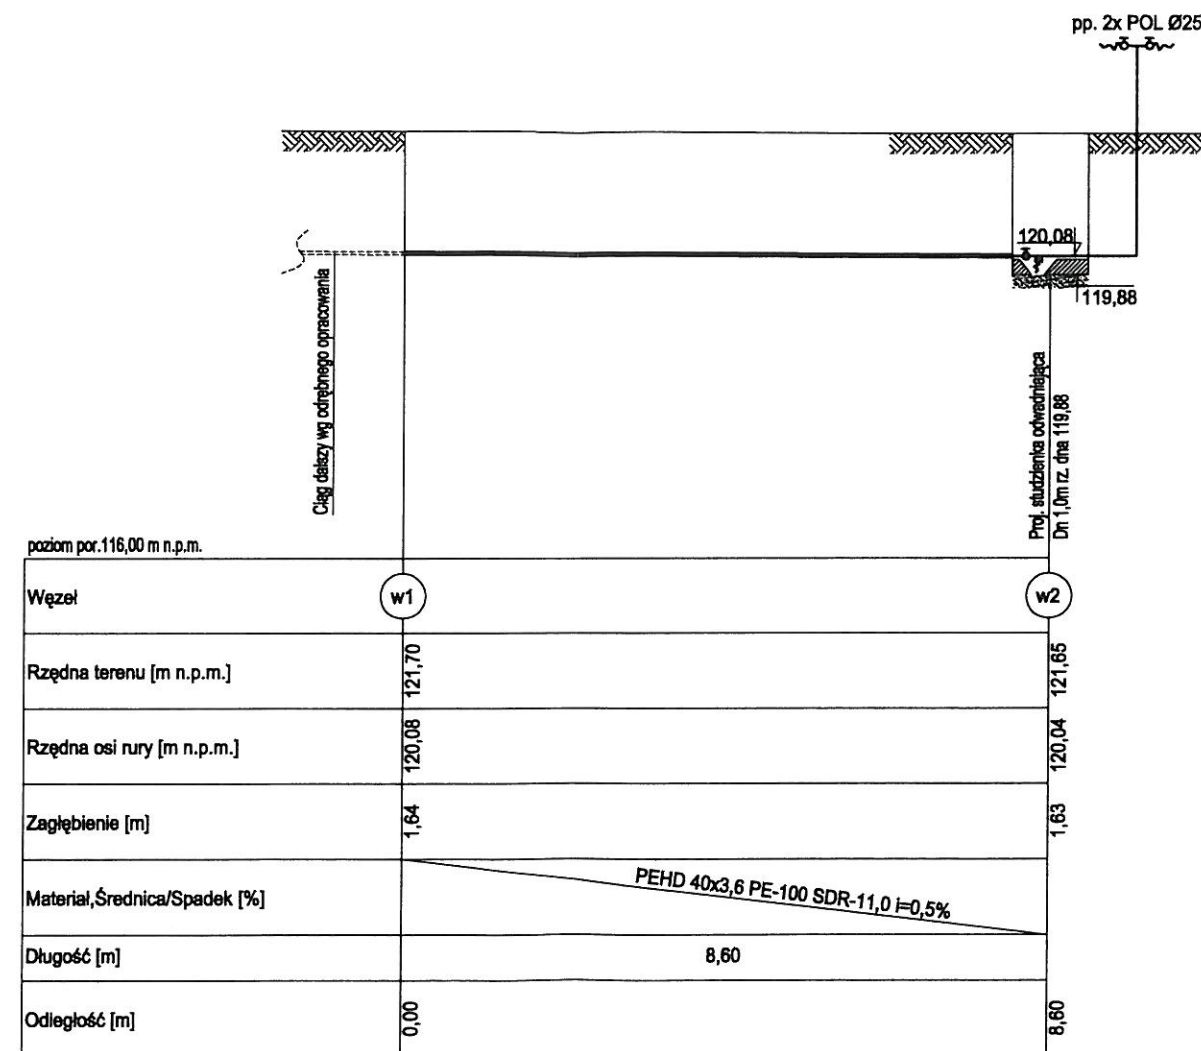 pp. 2x POL Ø25
120,08
119,88
Ciąg dalszy wg odrębnego opracowania
Proj. studzienka odwadniająca
Dn 1,0m rz. dna 119,88
poziom por.116,00 m n.p.m.
Węzeł w1 w2
Rzędna terenu [m n.p.m.] 121,70 121,65
Rzędna osi rury [m n.p.m.] 120,08 120,04
Zagłębienie [m] 1,64 1,63
Materiał,Średnica/Spadek [%] PEHD 40x3,6 PE-100 SDR-11,0 i=0,5%
Długość [m] 8,60
Odległość [m] 0,00 8,60